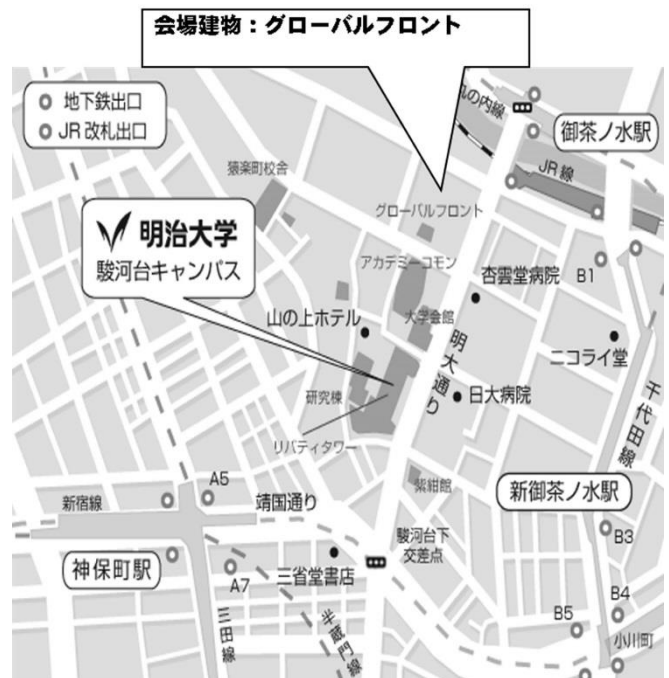 会場建物：グローバルフロント
地下鉄出口
JR改札出口
丸の内線
御茶ノ水駅
JR線
猿楽町校舎
グローバルフロント
明治大学
駿河台キャンパス
アカデミーコモン
杏雲堂病院
B1
山の上ホテル
大学会館
ニコライ堂
明大通り
研究棟
日大病院
千代田線
リバティタワー
A5
紫紺館
新御茶ノ水駅
新宿線
靖国通り
駿河台下
交差点
B3
神保町駅
三省堂書店
A7
B4
三田線
半蔵門線
B5
小川町